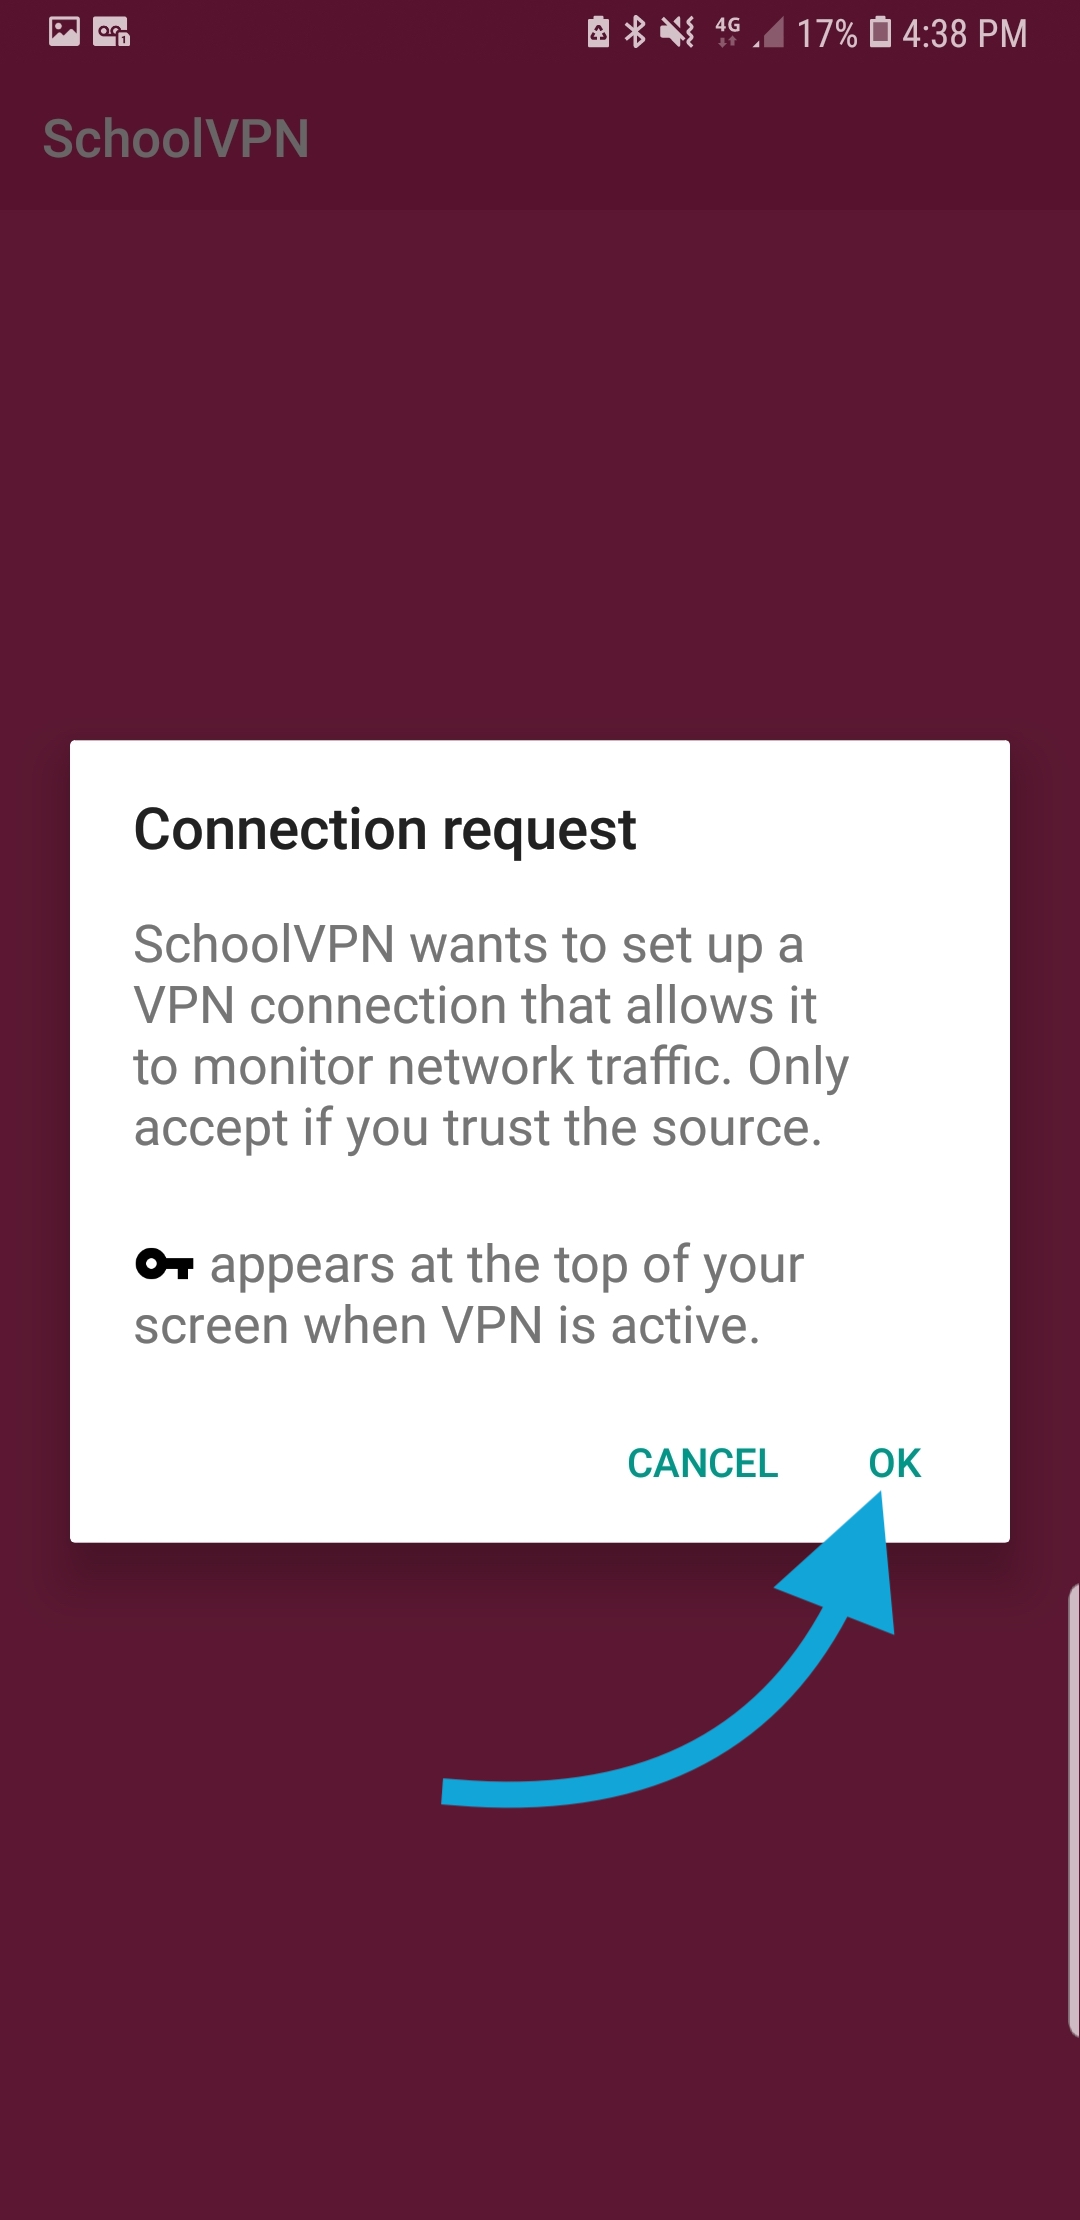 4G 17% 4:38 PM
SchoolVPN
Connection request
SchoolVPN wants to set up a
VPN connection that allows it
to monitor network traffic. Only
accept if you trust the source.
appears at the top of your
screen when VPN is active.
CANCEL OK